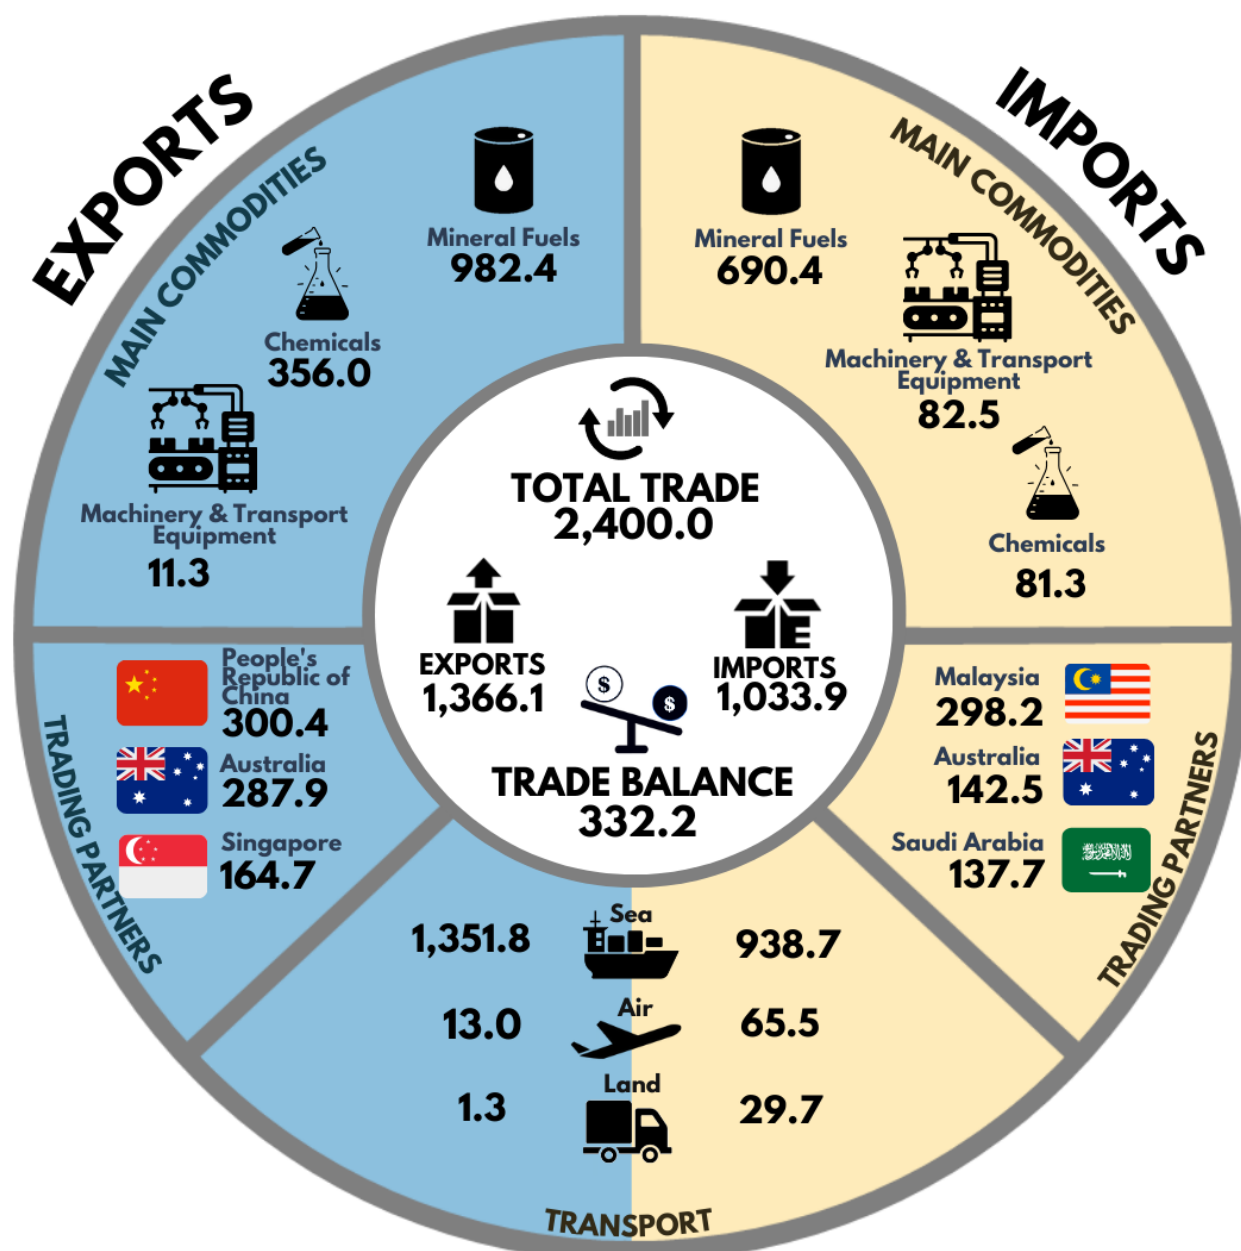 EXPORTS
MAIN COMMODITIES
Mineral Fuels
982.4
Chemicals
356.0
Machinery & Transport
Equipment
11.3
IMPORTS
MAIN COMMODITIES
Mineral Fuels
690.4
Machinery & Transport
Equipment
82.5
Chemicals
81.3
TOTAL TRADE
2,400.0
EXPORTS
1,366.1
IMPORTS
1,033.9
$
$
TRADE BALANCE
332.2
TRADING PARTNERS
People's
Republic of
China
300.4
Australia
287.9
Singapore
164.7
TRADING PARTNERS
Malaysia
298.2
Australia
142.5
Saudi Arabia
137.7
Sea
1,351.8
938.7
Air
13.0
65.5
Land
1.3
29.7
TRANSPORT